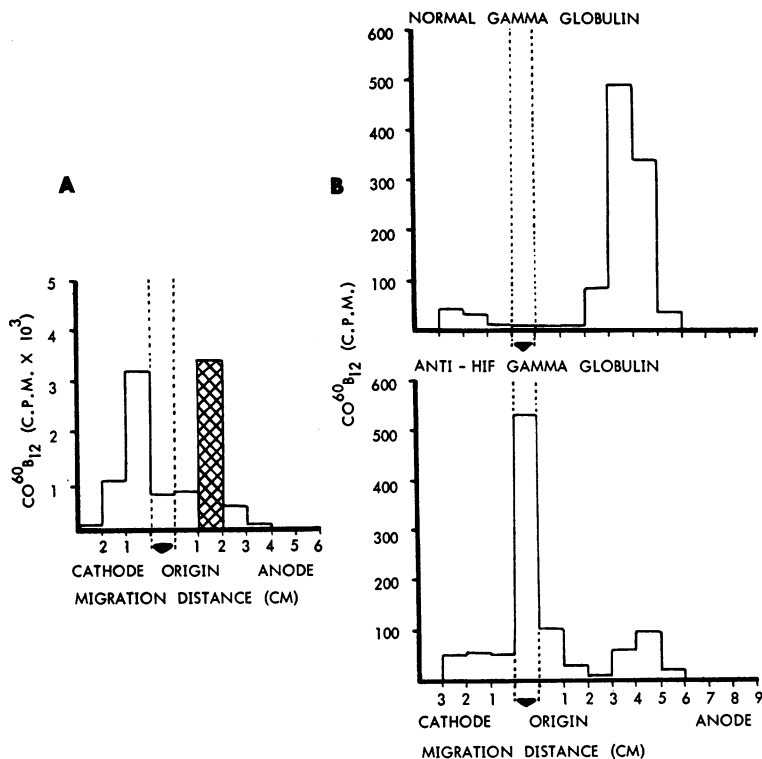 A
5
4
3
2
1
CO60B12 (C.P.M. X 10³)
2 1 1 2 3 4 5 6
CATHODE ORIGIN ANODE
MIGRATION DISTANCE (CM)
B
NORMAL GAMMA GLOBULIN
600
500
400
300
200
100
CO60B12 (C.P.M.)
ANTI - HIF GAMMA GLOBULIN
600
500
400
300
200
100
3 2 1 1 2 3 4 5 6 7 8 9
CATHODE ORIGIN ANODE
MIGRATION DISTANCE (CM)